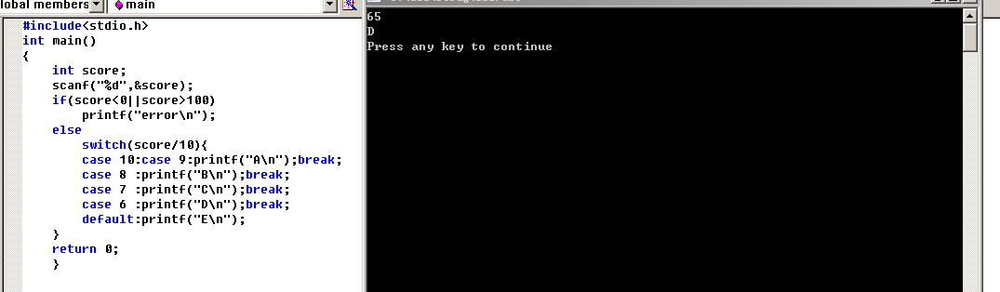 lobal members
main
#include<stdio.h>
int main()
{
    int score;
    scanf("%d",&score);
    if(score<0||score>100)
        printf("error\n");
    else
        switch(score/10){
        case 10:case 9:printf("A\n");break;
        case 8 :printf("B\n");break;
        case 7 :printf("C\n");break;
        case 6 :printf("D\n");break;
        default:printf("E\n");
    }
    return 0;
    }
65
D
Press any key to continue